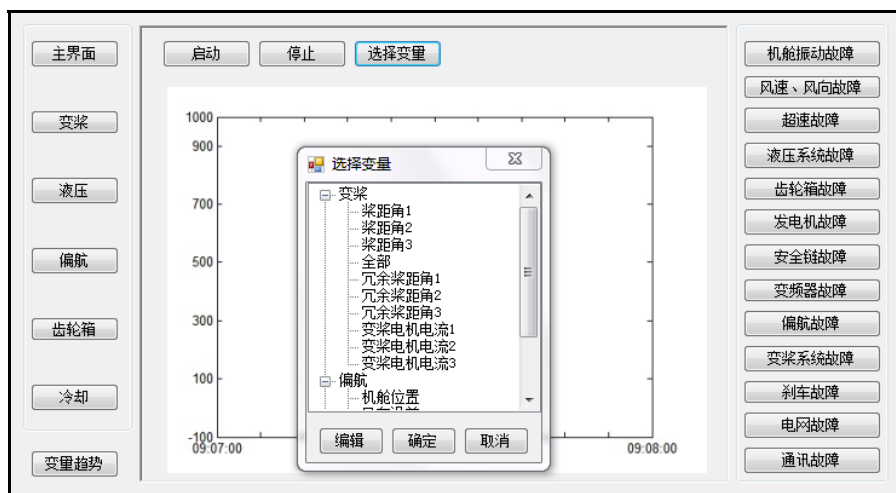 主界面
变桨
液压
偏航
齿轮箱
冷却
变量趋势
启动 停止 选择变量
1000
900
700
500
300
100
-100
09:07:00 09:08:00
选择变量
变桨
桨距角1
桨距角2
桨距角3
全部
冗余桨距角1
冗余桨距角2
冗余桨距角3
变桨电机电流1
变桨电机电流2
变桨电机电流3
偏航
机舱位置
编辑 确定 取消
机舱振动故障
风速、风向故障
超速故障
液压系统故障
齿轮箱故障
发电机故障
安全链故障
变频器故障
偏航故障
变桨系统故障
刹车故障
电网故障
通讯故障